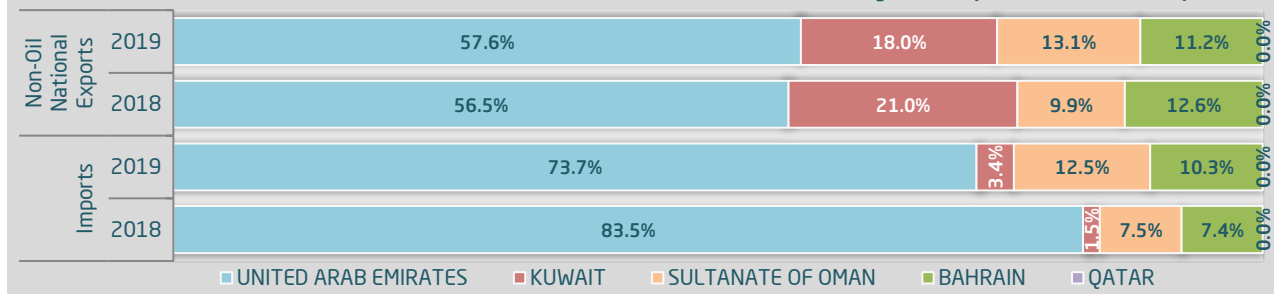 Non-Oil
National
Exports
2019
57.6%
18.0%
13.1%
11.2%
0.0%
2018
56.5%
21.0%
9.9%
12.6%
0.0%
Imports
2019
73.7%
3.4%
12.5%
10.3%
0.0%
2018
83.5%
1.5%
7.5%
7.4%
0.0%
UNITED ARAB EMIRATES
KUWAIT
SULTANATE OF OMAN
BAHRAIN
QATAR